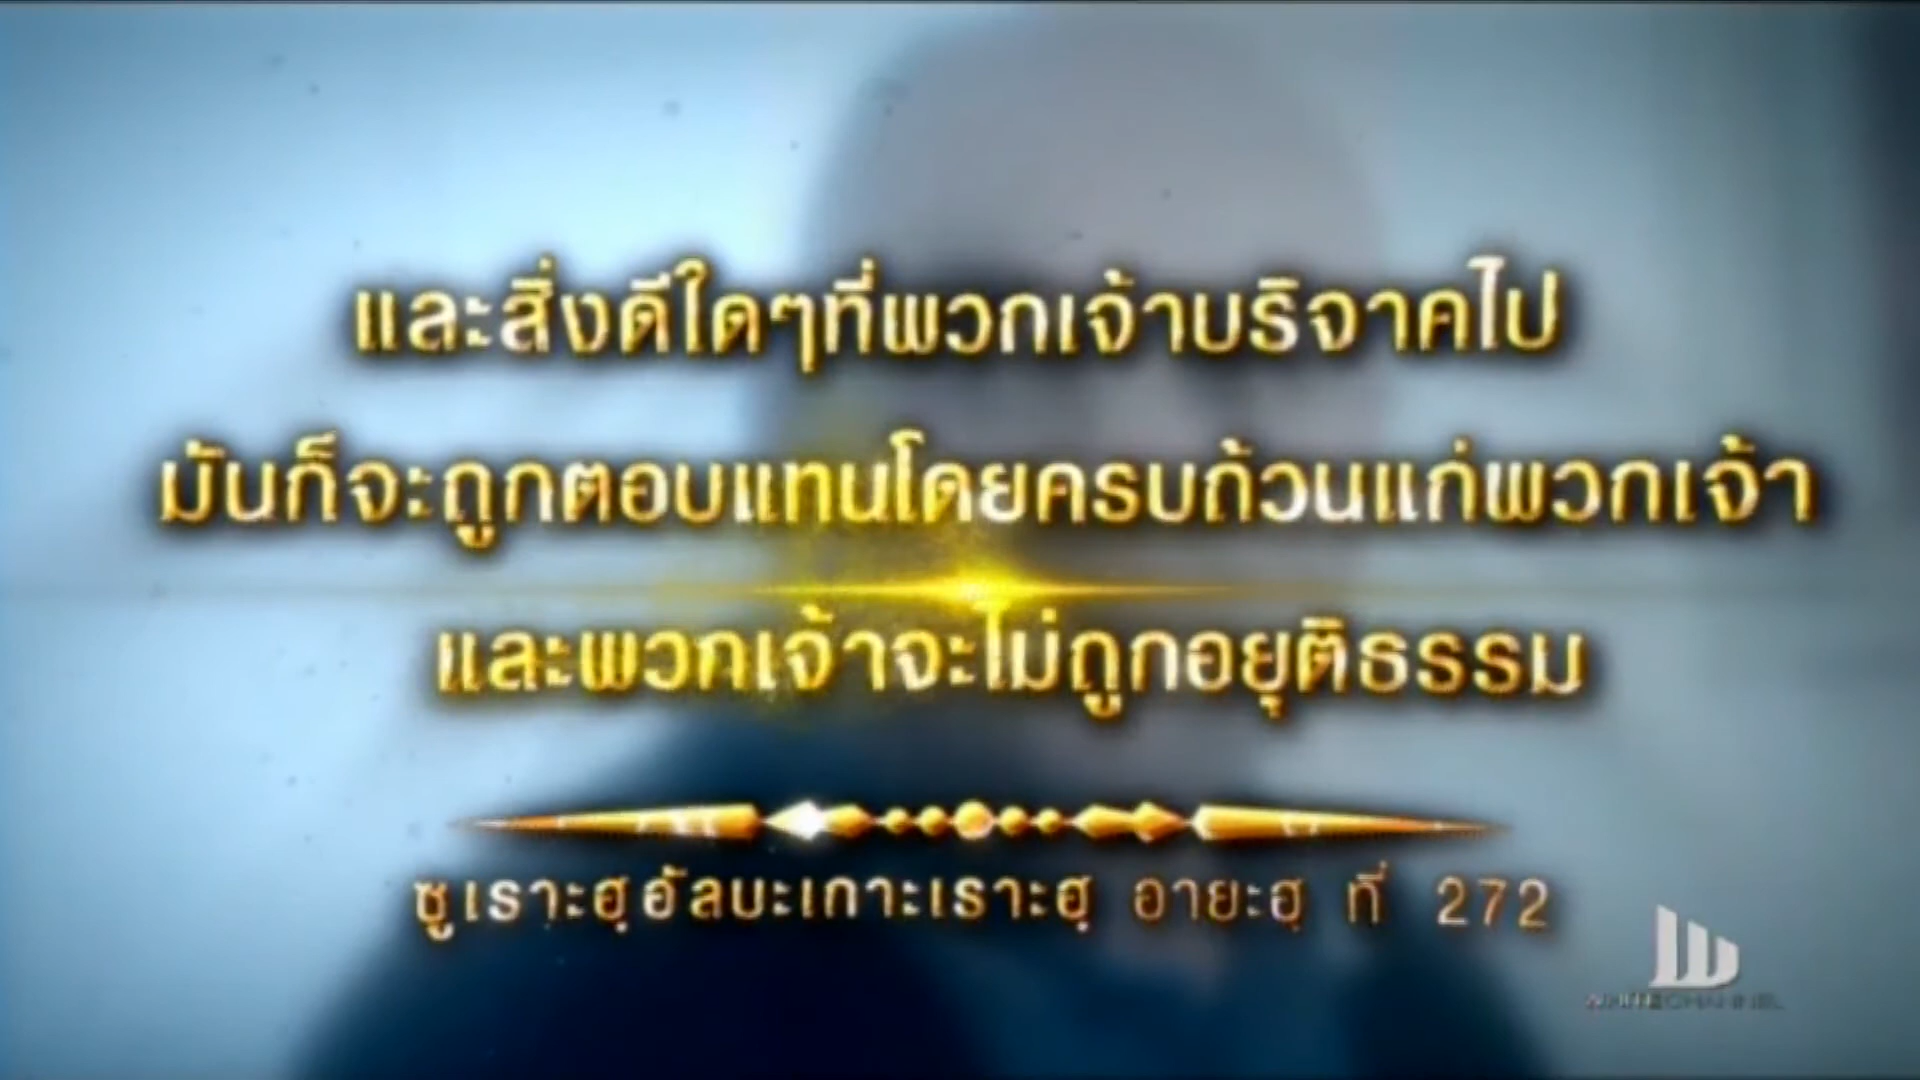 และสิ่งดีใดๆที่พวกเจ้าบริจาคไป
มันก็จะถูกตอบแทนโดยครบถ้วนแก่พวกเจ้า
และพวกเจ้าจะไม่ถูกอยุติธรรม
ซูเราะฮฺอัลบะเกาะเราะฮฺ อายะฮฺ ที่ 272
WHITECHANNEL